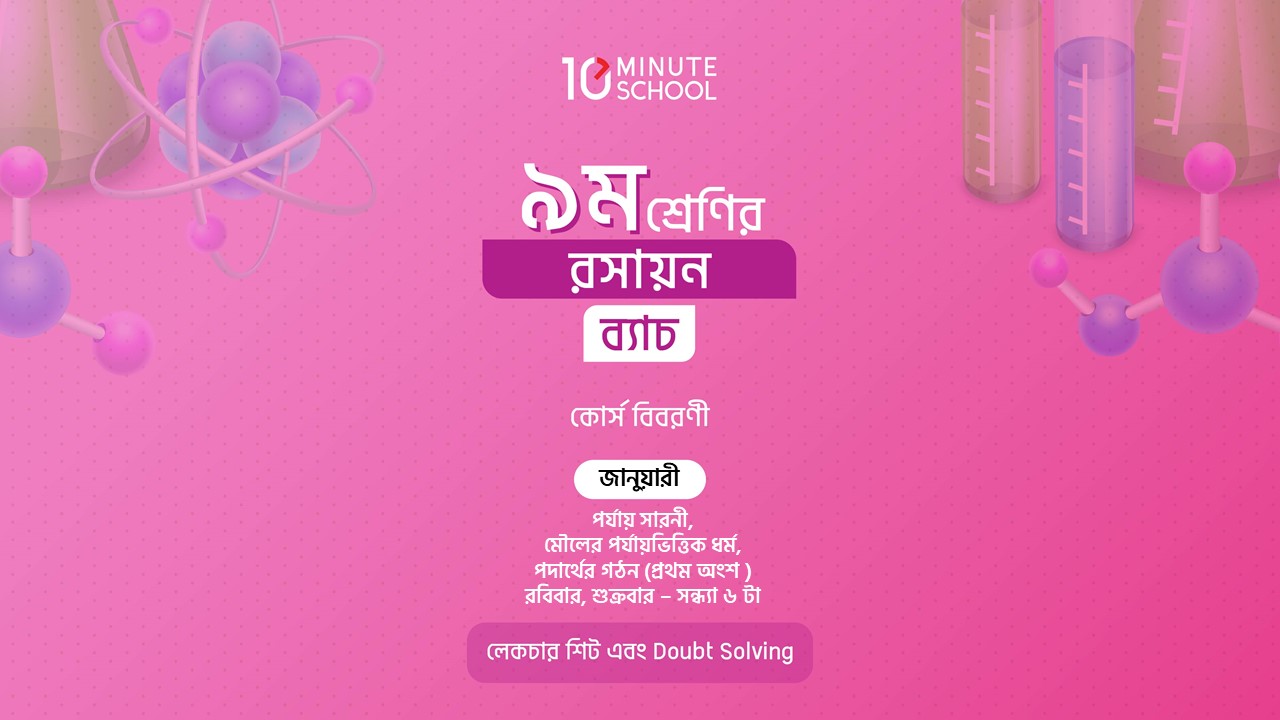 10 MINUTE
SCHOOL
৯ম শ্রেণির
রসায়ন
ব্যাচ
কোর্স বিবরণী
জানুয়ারী
পর্যায় সারনী,
মৌলের পর্যায়ভিত্তিক ধর্ম,
পদার্থের গঠন (প্রথম অংশ )
রবিবার, শুক্রবার – সন্ধ্যা ৬ টা
লেকচার শিট এবং Doubt Solving